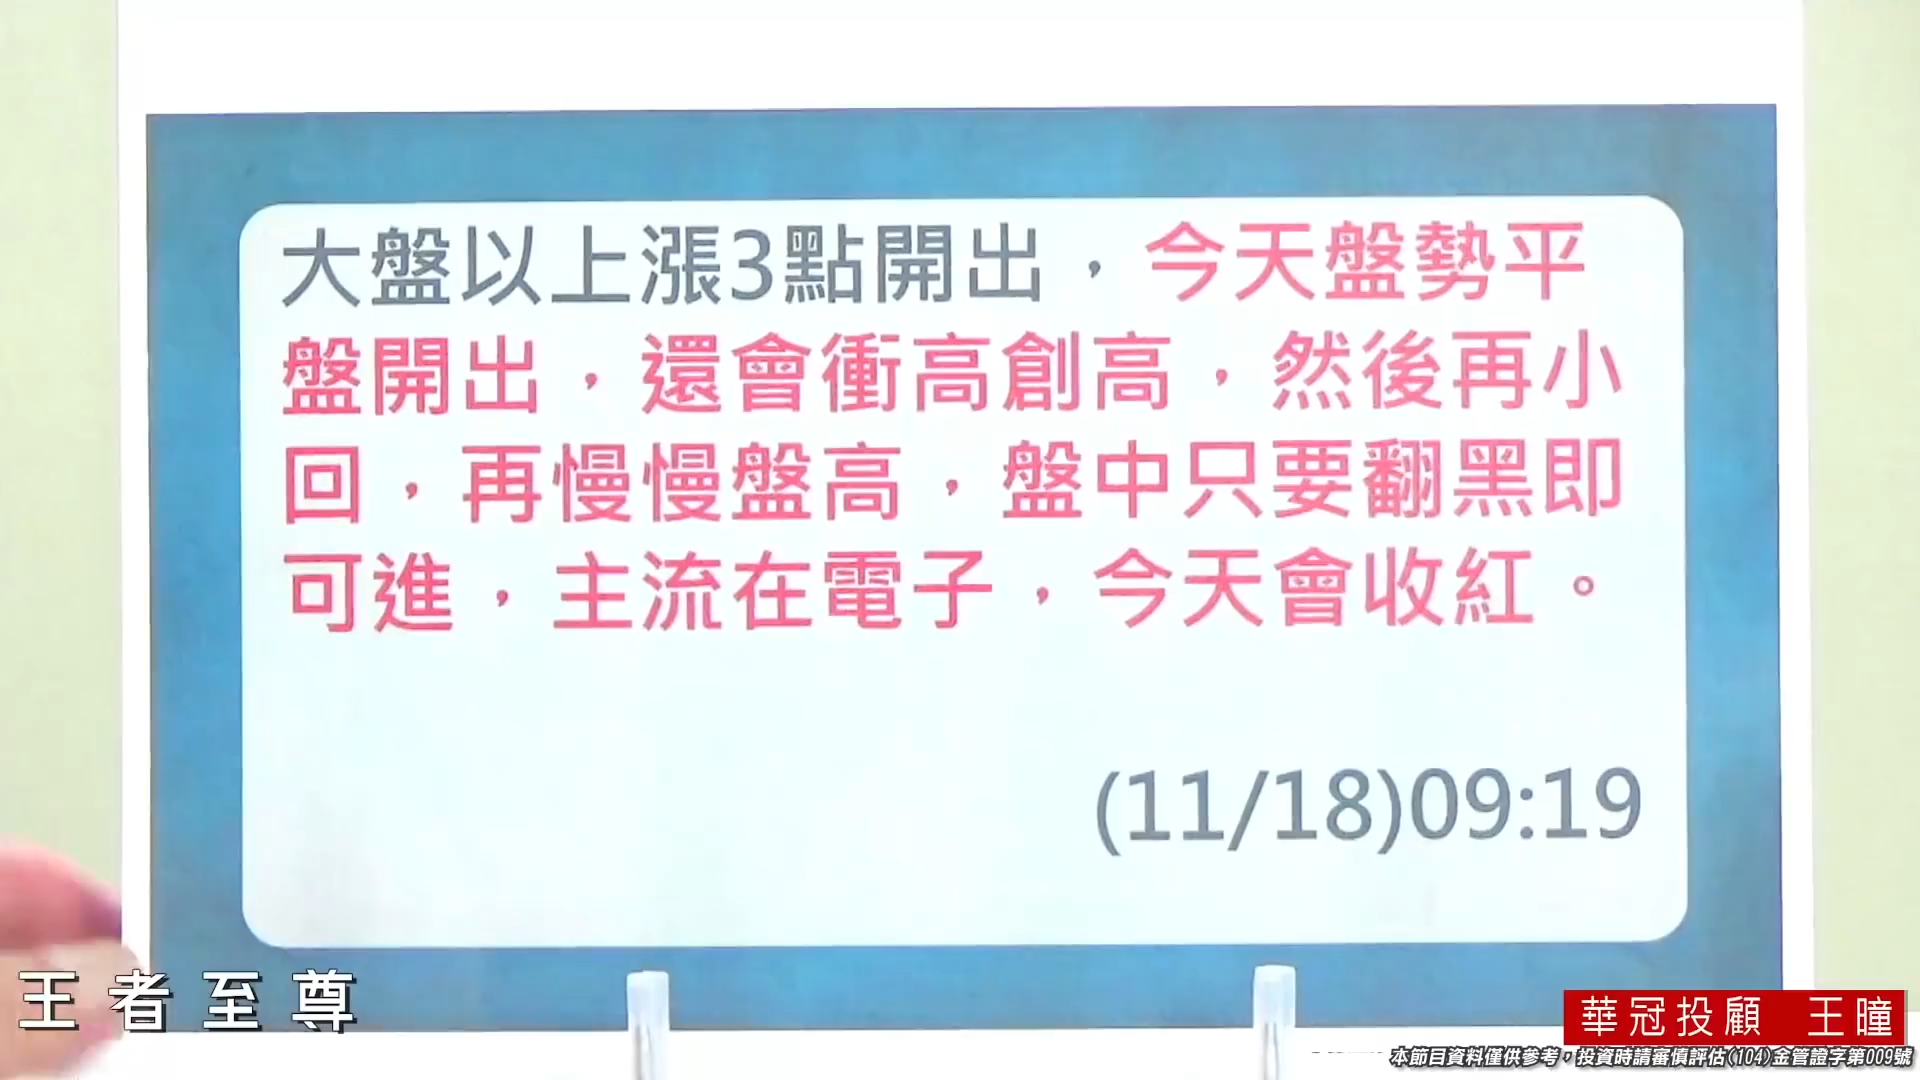 大盤以上漲3點開出，今天盤勢平
盤開出，還會衝高創高，然後再小
回，再慢慢盤高，盤中只要翻黑即
可進，主流在電子，今天會收紅。
(11/18)09:19
王者至尊
華冠投顧 王曈
本節目資料僅供參考，投資時請審慎評估(104)金管證字第009號